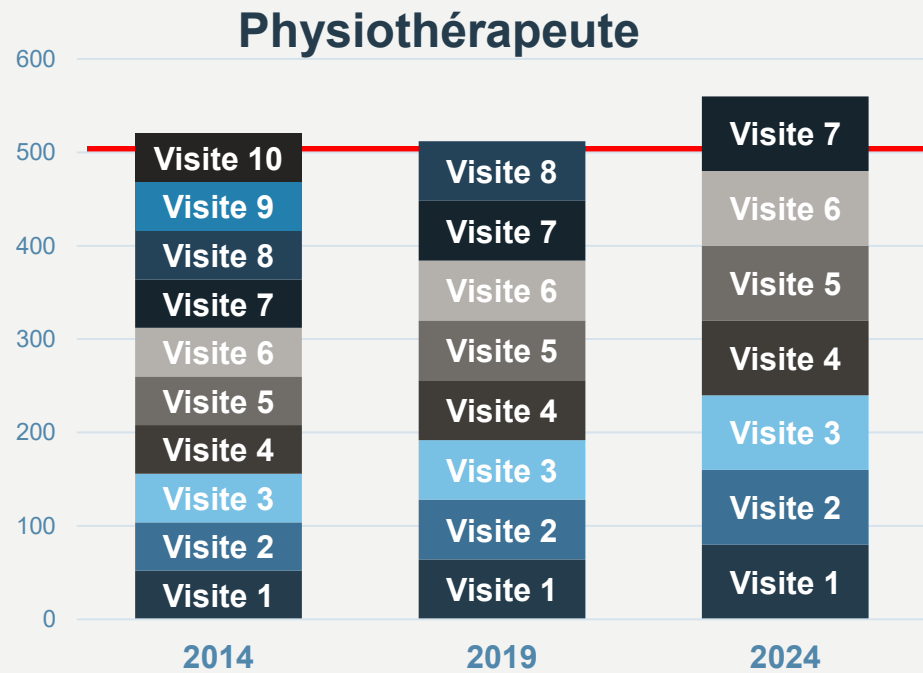 Physiothérapeute
600
500
400
300
200
100
0
Visite 10
Visite 9
Visite 8
Visite 7
Visite 6
Visite 5
Visite 4
Visite 3
Visite 2
Visite 1
Visite 8
Visite 7
Visite 6
Visite 5
Visite 4
Visite 3
Visite 2
Visite 1
Visite 7
Visite 6
Visite 5
Visite 4
Visite 3
Visite 2
Visite 1
2014 2019 2024